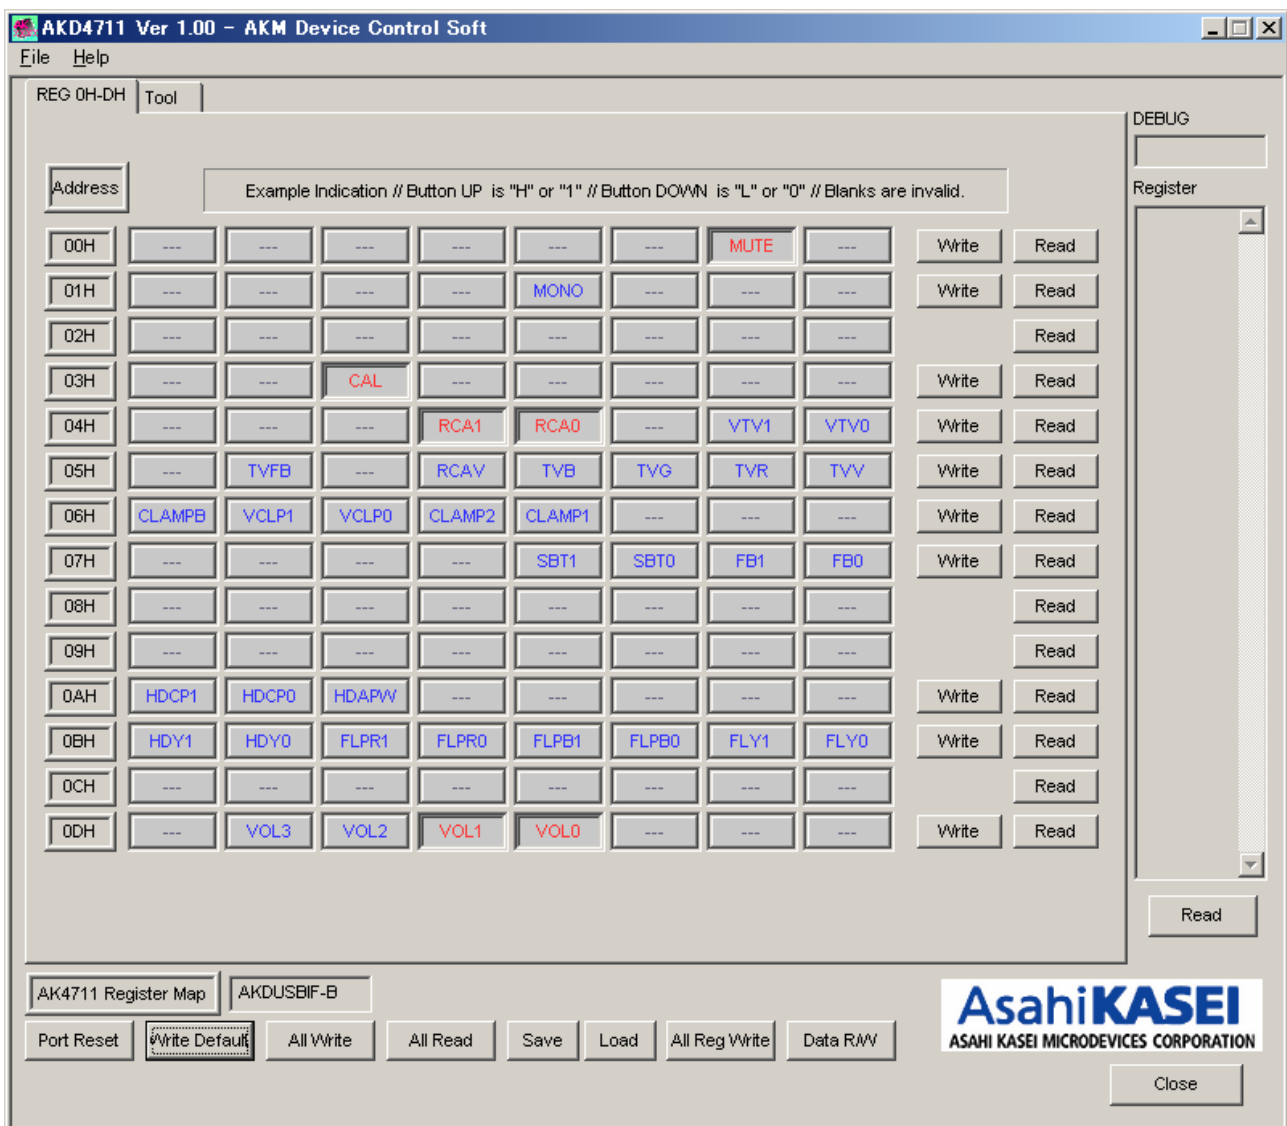 AKD4711 Ver 1.00 - AKM Device Control Soft
File Help
REG 0H-DH Tool
DEBUG
Address Example Indication // Button UP is "H" or "1" // Button DOWN is "L" or "0" // Blanks are invalid. Register
00H --- --- --- --- --- --- MUTE --- Write Read
01H --- --- --- --- MONO --- --- --- Write Read
02H --- --- --- --- --- --- --- --- Read
03H --- --- CAL --- --- --- --- --- Write Read
04H --- --- --- RCA1 RCA0 --- VTV1 VTV0 Write Read
05H --- TVFB --- RCAV TVB TVG TVR TVV Write Read
06H CLAMPB VCLP1 VCLP0 CLAMP2 CLAMP1 --- --- --- Write Read
07H --- --- --- --- SBT1 SBT0 FB1 FB0 Write Read
08H --- --- --- --- --- --- --- --- Read
09H --- --- --- --- --- --- --- --- Read
0AH HDCP1 HDCP0 HDAPW --- --- --- --- --- Write Read
0BH HDY1 HDY0 FLPR1 FLPR0 FLPB1 FLPB0 FLY1 FLY0 Write Read
0CH --- --- --- --- --- --- --- --- Read
0DH --- VOL3 VOL2 VOL1 VOL0 --- --- --- Write Read
Read
AK4711 Register Map AKDUSBIF-B
AsahiKASEI
Port Reset Write Default All Write All Read Save Load All Reg Write Data R/W
ASAHI KASEI MICRODEVICES CORPORATION
Close